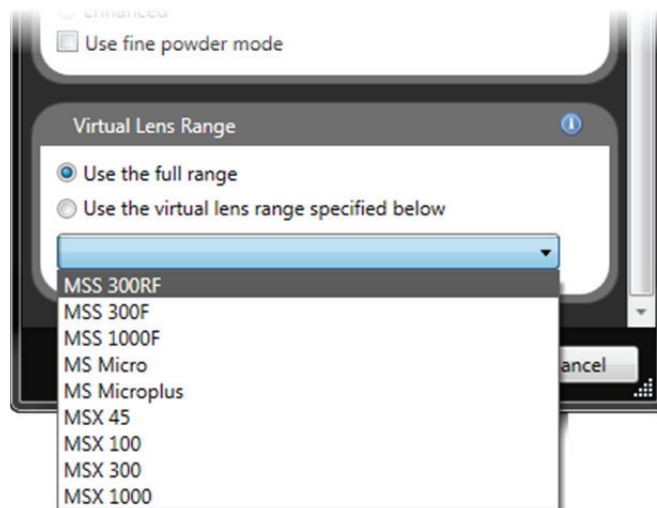 Enhanced
Use fine powder mode
Virtual Lens Range
Use the full range
Use the virtual lens range specified below
MSS 300RF
MSS 300F
MSS 1000F
MS Micro
ancel
MS Microplus
MSX 45
MSX 100
MSX 300
MSX 1000